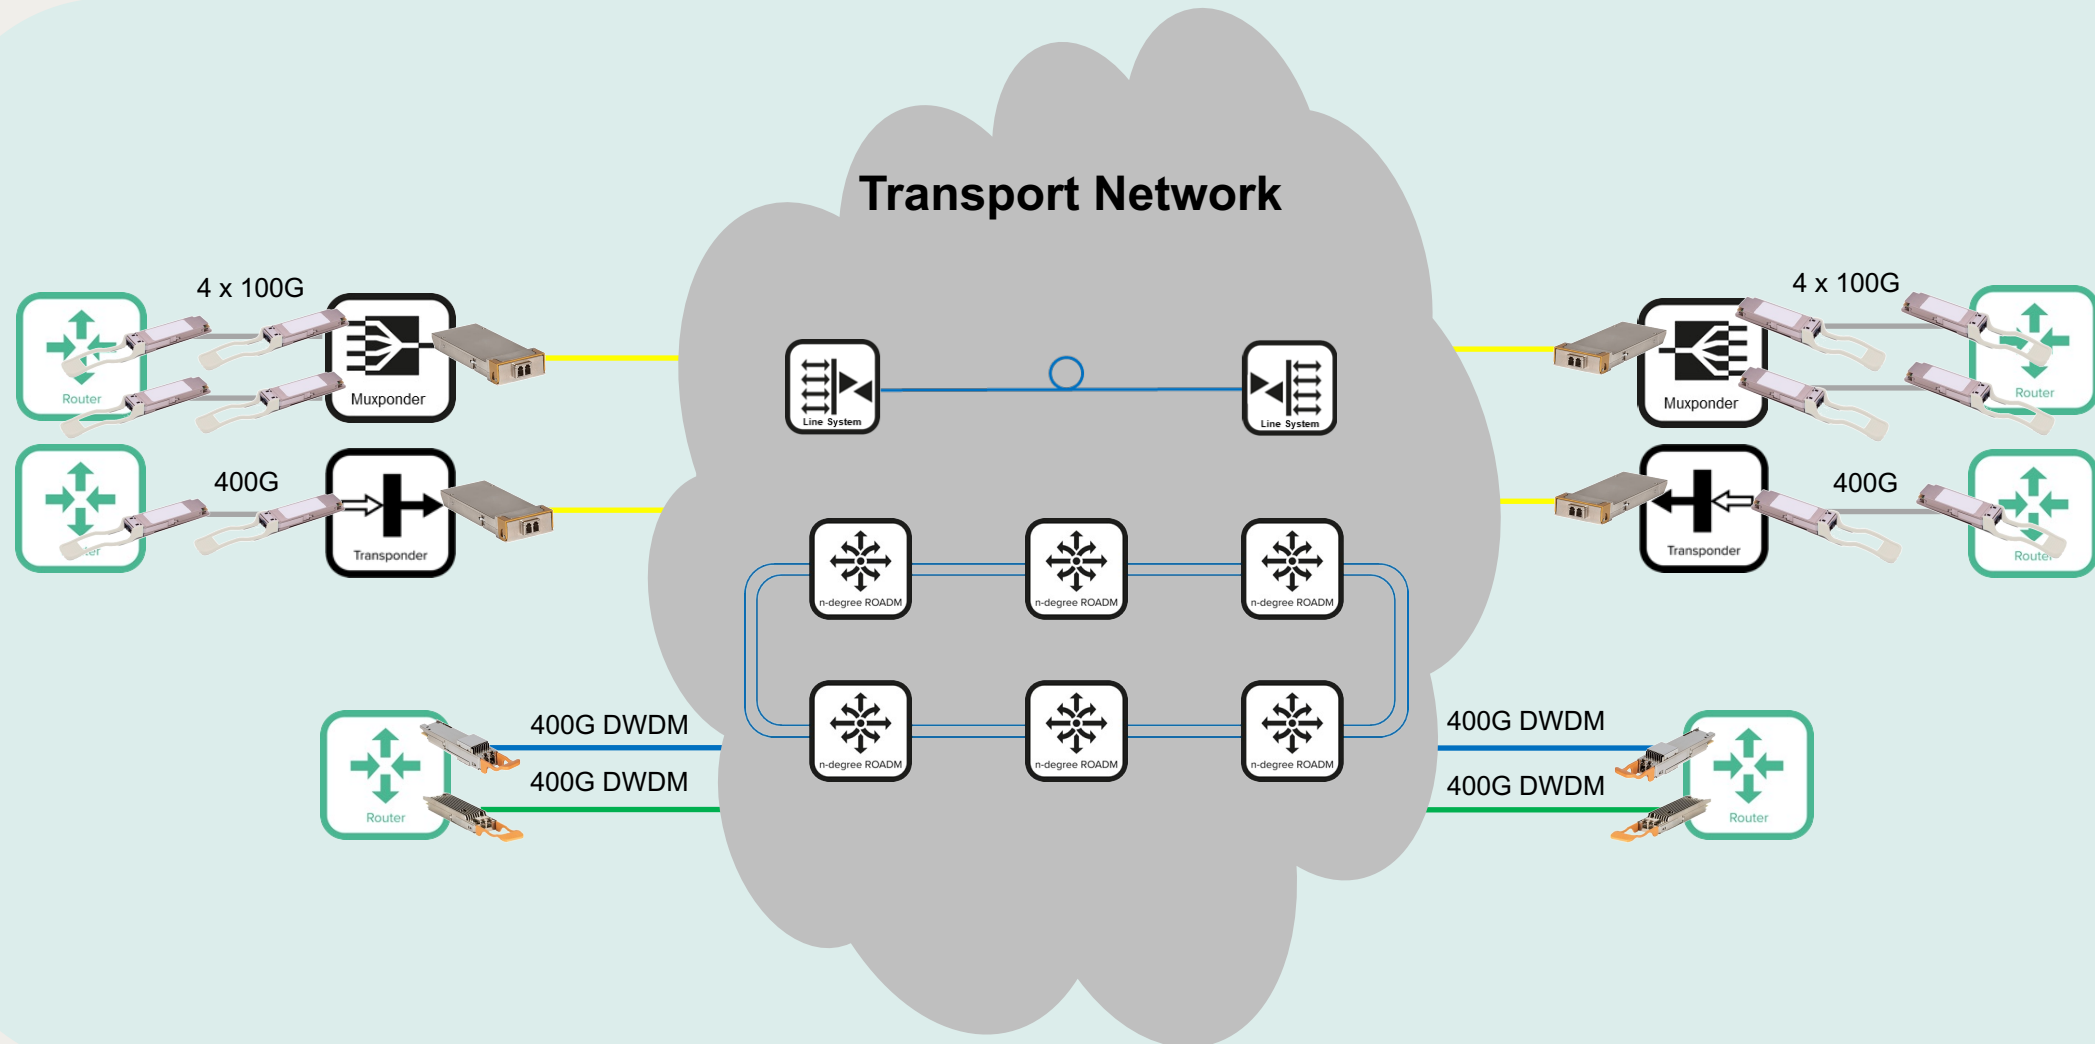 Transport Network
4 x 100G
4 x 100G
Router
Muxponder
Line System
Line System
Muxponder
Router
400G
400G
Transponder
Transponder
Router
n-degree ROADM
n-degree ROADM
n-degree ROADM
400G DWDM
400G DWDM
n-degree ROADM
n-degree ROADM
n-degree ROADM
400G DWDM
400G DWDM
Router
Router